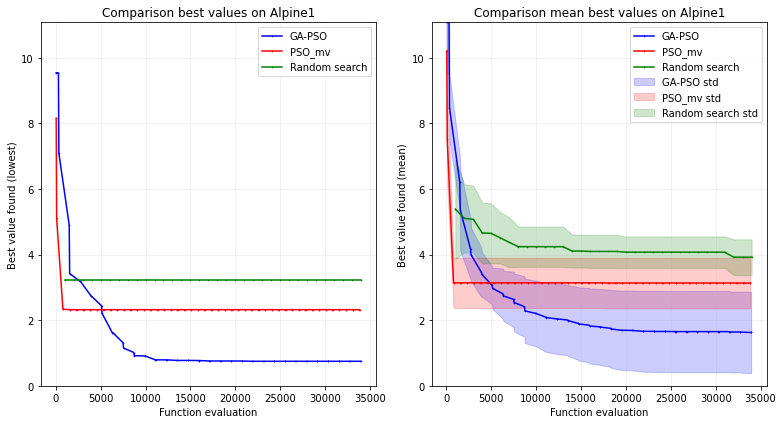 Comparison best values on Alpine1
Best value found (lowest)
10
8
6
4
2
0
GA-PSO
PSO_mv
Random search
0 5000 10000 15000 20000 25000 30000 35000
Function evaluation
Comparison mean best values on Alpine1
Best value found (mean)
10
8
6
4
2
0
GA-PSO
PSO_mv
Random search
GA-PSO std
PSO_mv std
Random search std
0 5000 10000 15000 20000 25000 30000 35000
Function evaluation